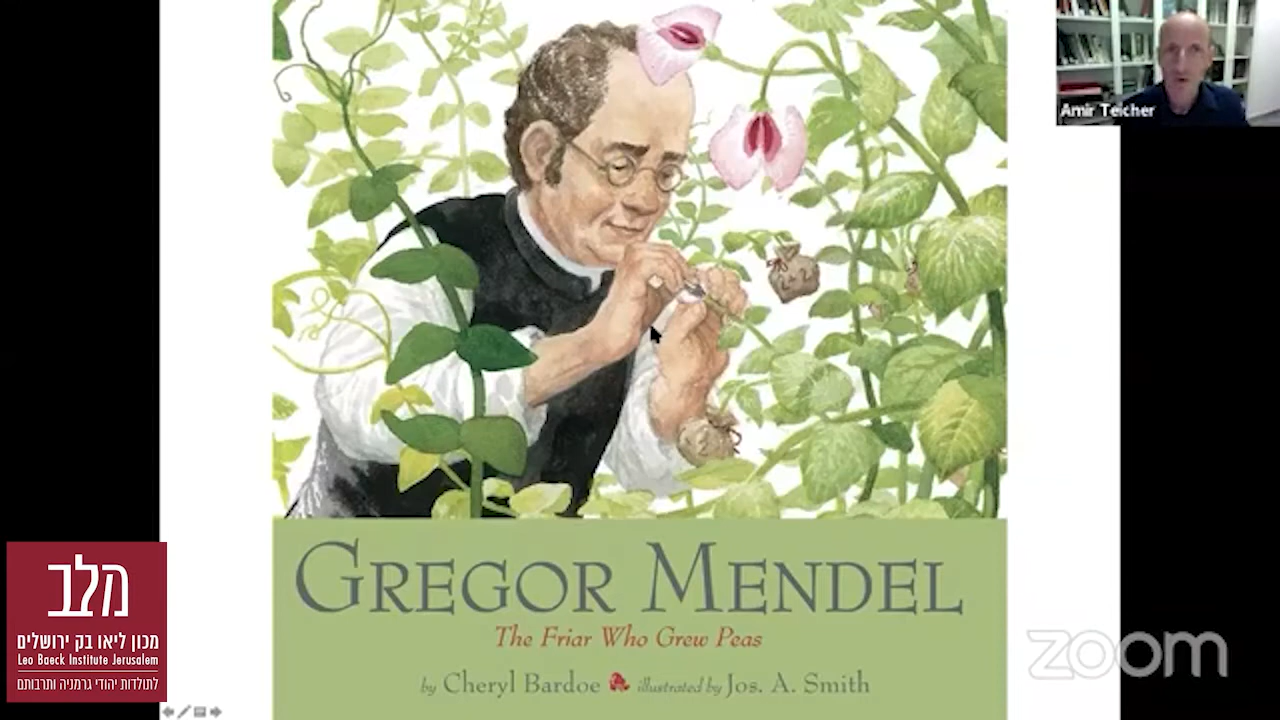 Amir Teicher
GREGOR MENDEL
The Friar Who Grew Peas
by Cheryl Bardoe illustrated by Jos. A. Smith
מלב
מכון ליאו בק ירושלים
Leo Baeck Institute Jerusalem
לתולדות יהודי גרמניה ותרבותם
zoom